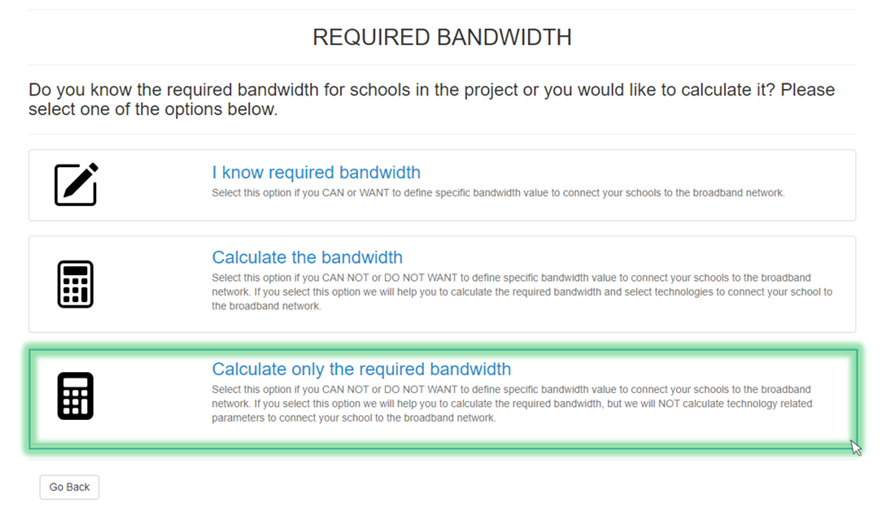 REQUIRED BANDWIDTH
Do you know the required bandwidth for schools in the project or you would like to calculate it? Please
select one of the options below.
I know required bandwidth
Select this option if you CAN or WANT to define specific bandwidth value to connect your schools to the broadband network.
Calculate the bandwidth
Select this option if you CAN NOT or DO NOT WANT to define specific bandwidth value to connect your schools to the broadband
network. If you select this option we will help you to calculate the required bandwidth and select technologies to connect your school to
the broadband network.
Calculate only the required bandwidth
Select this option if you CAN NOT or DO NOT WANT to define specific bandwidth value to connect your schools to the broadband
network. If you select this option we will help you to calculate the required bandwidth, but we will NOT calculate technology related
parameters to connect your school to the broadband network.
Go Back